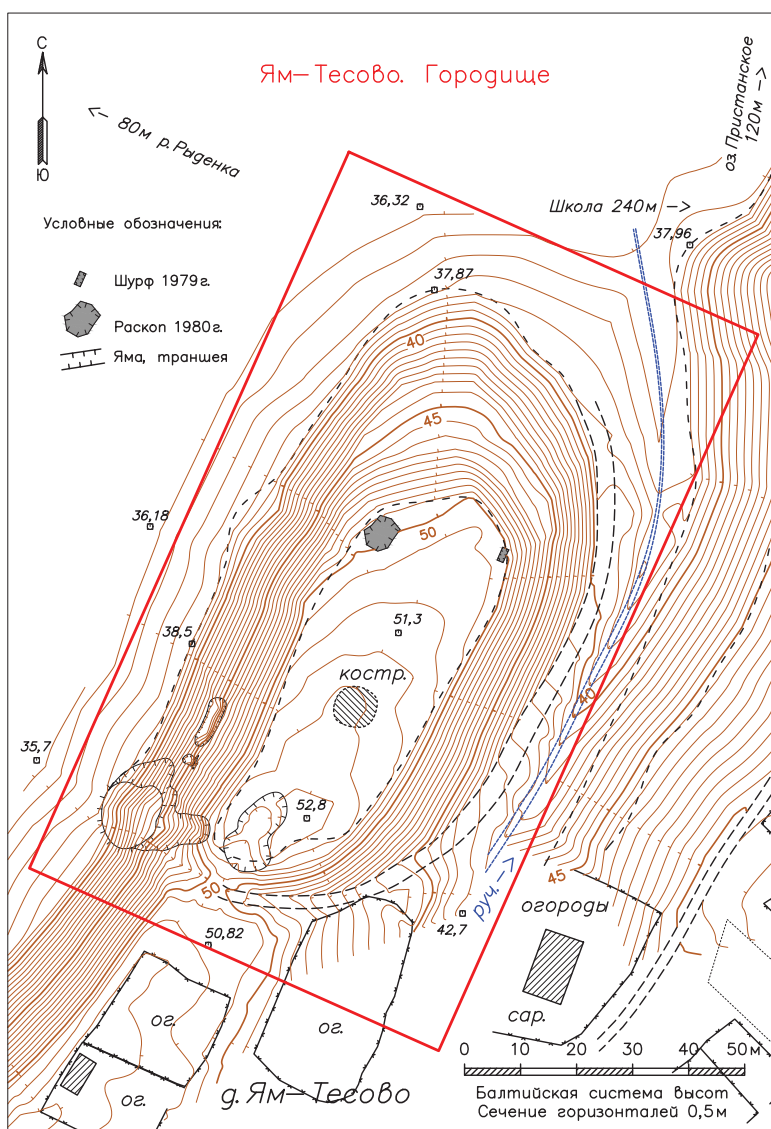 Ям–Тесово. Городище
С
Ю
<– 80м р. Рыденка
оз. Пристанское
120м –>
Школа 240м –>
36,32
37,96
37,87
Условные обозначения:
Шурф 1979г.
Раскоп 1980г.
Яма, траншея
40
45
36,18
50
51,3
38,5
костр.
40
35,7
52,8
50
45
руч. –>
огороды
42,7
50,82
сар.
ог.
ог.
ог.
д. Ям–Тесово
0 10 20 30 40 50м
Балтийская система высот
Сечение горизонталей 0,5м